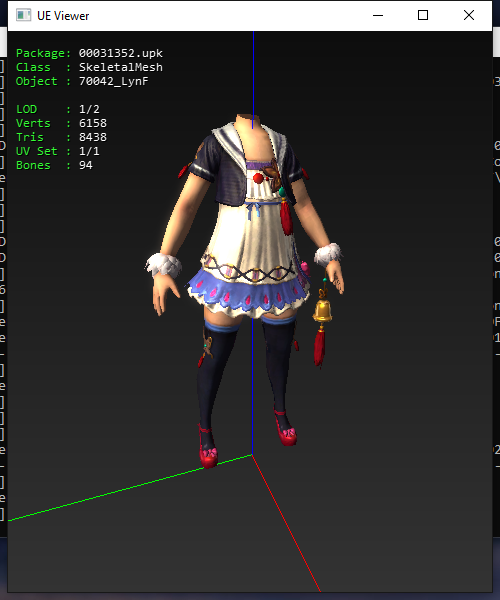 UE Viewer
Package: 00031352.upk
Class : SkeletalMesh
Object : 70042_LynF
LOD : 1/2
Verts : 6158
Tris : 8438
UV Set : 1/1
Bones : 94